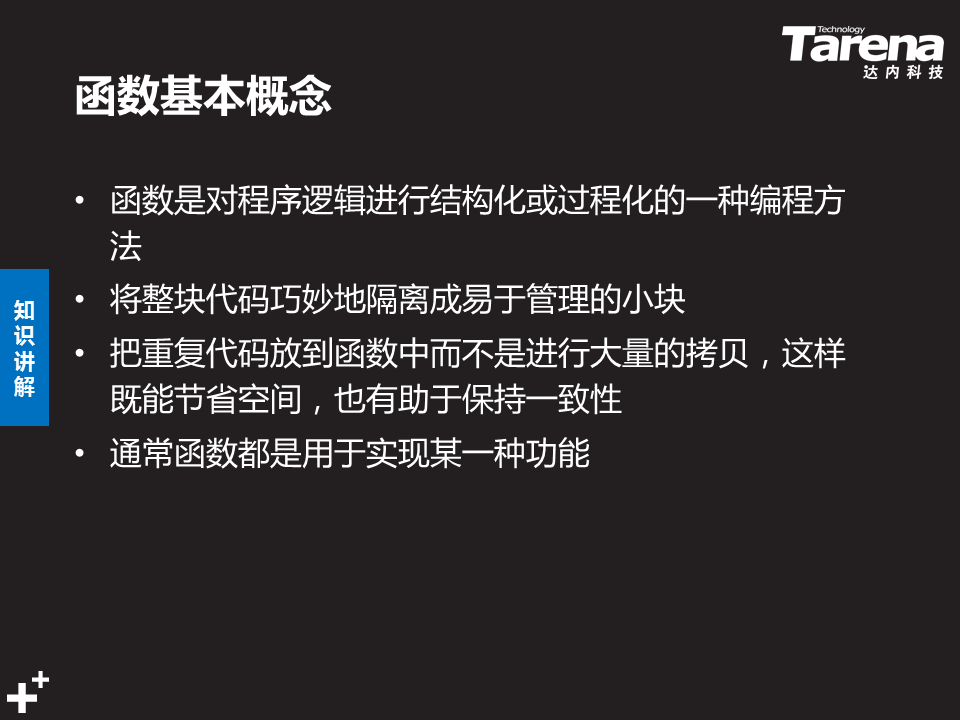 Technology
Tarena
达内科技
函数基本概念
• 函数是对程序逻辑进行结构化或过程化的一种编程方
法
• 将整块代码巧妙地隔离成易于管理的小块
• 把重复代码放到函数中而不是进行大量的拷贝，这样
既能节省空间，也有助于保持一致性
• 通常函数都是用于实现某一种功能
知
识
讲
解